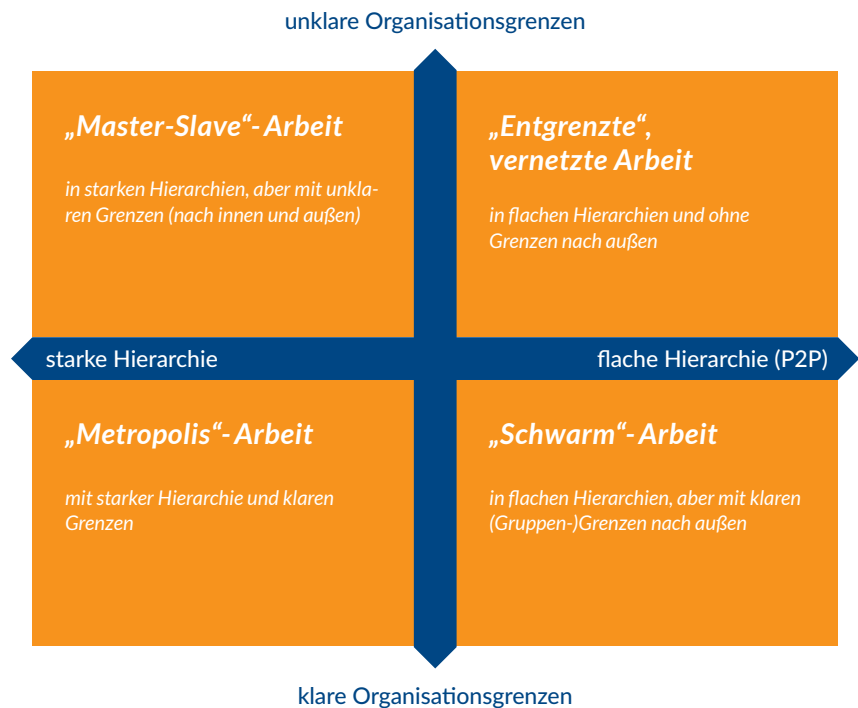 unklare Organisationsgrenzen
„Master-Slave“- Arbeit
in starken Hierarchien, aber mit unkla-
ren Grenzen (nach innen und außen)
„Entgrenzte“,
vernetzte Arbeit
in flachen Hierarchien und ohne
Grenzen nach außen
starke Hierarchie
flache Hierarchie (P2P)
„Metropolis“- Arbeit
mit starker Hierarchie und klaren
Grenzen
„Schwarm“- Arbeit
in flachen Hierarchien, aber mit klaren
(Gruppen-)Grenzen nach außen
klare Organisationsgrenzen